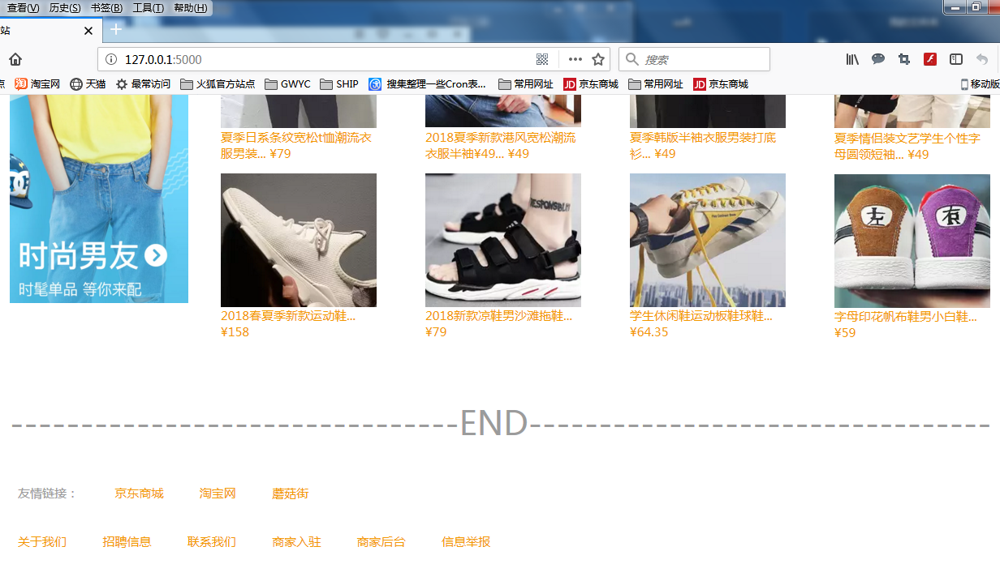 查看(V) 历史(S) 书签(B) 工具(T) 帮助(H)
站
127.0.0.1:5000
搜索
点 淘宝网 天猫 最常访问 火狐官方站点 GWYC SHIP 搜集整理一些Cron表... 常用网址 京东商城 常用网址 京东商城 移动版
夏季日系条纹宽松t恤潮流衣
服男装... ¥79
2018夏季新款港风宽松潮流
衣服半袖¥49... ¥49
夏季韩版半袖衣服男装打底
衫... ¥49
夏季情侣装文艺学生个性字
母圆领短袖... ¥49
时尚男友
时髦单品 等你来配
RESPONSBL
左
有
2018春夏季新款运动鞋...
¥158
2018新款凉鞋男沙滩拖鞋...
¥79
学生休闲鞋运动板鞋球鞋...
¥64.35
字母印花帆布鞋男小白鞋...
¥59
---------------------------------END----------------------------------
友情链接： 京东商城 淘宝网 蘑菇街
关于我们 招聘信息 联系我们 商家入驻 商家后台 信息举报